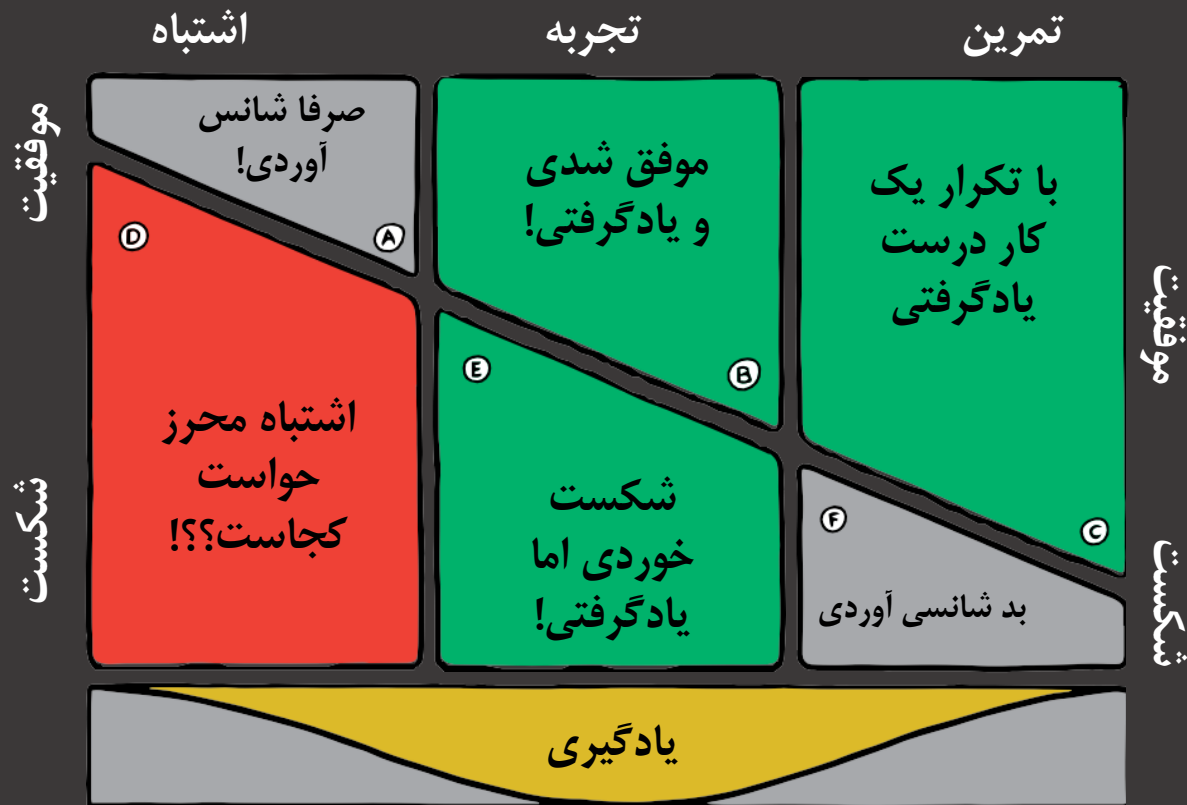 تمرین
تجربه
اشتباه
موفقیت
شکست
موفقیت
شکست
با تکرار یک
کار درست
یادگرفتی
C
موفق شدی
و یادگرفتی!
B
صرفا شانس
آوردی!
A
بد شانسی آوردی
F
شکست
خوردی اما
یادگرفتی!
E
اشتباه محرز
حواست
کجاست؟؟!
D
یادگیری